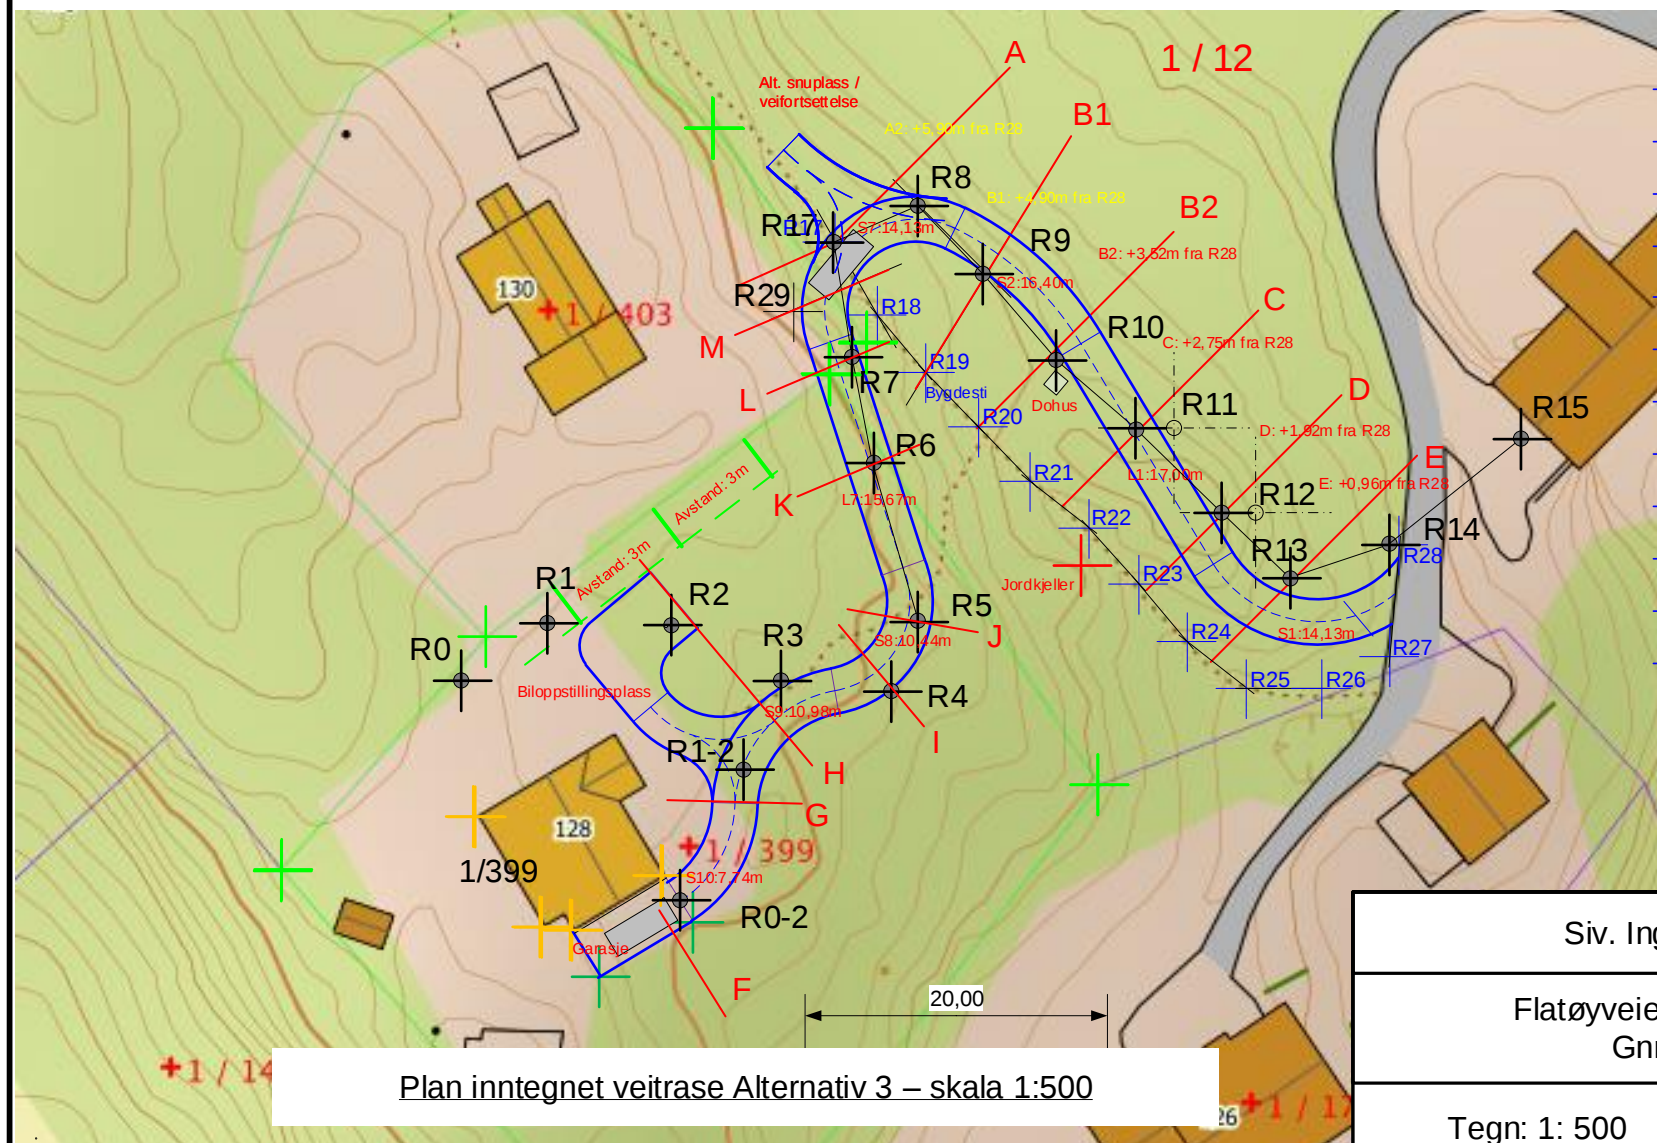 A
1 / 12
Alt. snuplass /
veifortsettelse
B1
A2: +5,90m fra R28
R8
B1: +4,90m fra R28
B2
R17
R17
S7:14,13m
R9
B2: +3,52m fra R28
S2:16,40m
130
1 / 403
R29
R18
C
R10
C: +2,75m fra R28
M
R19
R7
Bygdesti
D
L
Dohus
R11
R15
R20
D: +1,92m fra R28
R6
E
Avstand: 3m
R21
L1:17,00m
E: +0,96m fra R28
K
L7:15,67m
R12
R22
R14
Avstand: 3m
R13
R28
R1
R23
Jordkjeller
R2
R5
R24
S1:14,13m
R3
S8:10,44m
J
R0
R27
R25
R26
Biloppstillingsplass
R4
S9:10,98m
I
R1-2
H
G
128
1 / 399
1/399
S10:7,74m
R0-2
Garasje
F
20,00
Siv. Ing
Flatøyveie
Gnr
1 / 14
Plan inntegnet veitrase Alternativ 3 – skala 1:500
26
1 / 17
Tegn: 1: 500